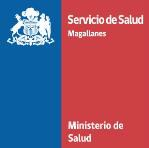 Servicio de Salud
Magallanes
Ministerio de
Salud